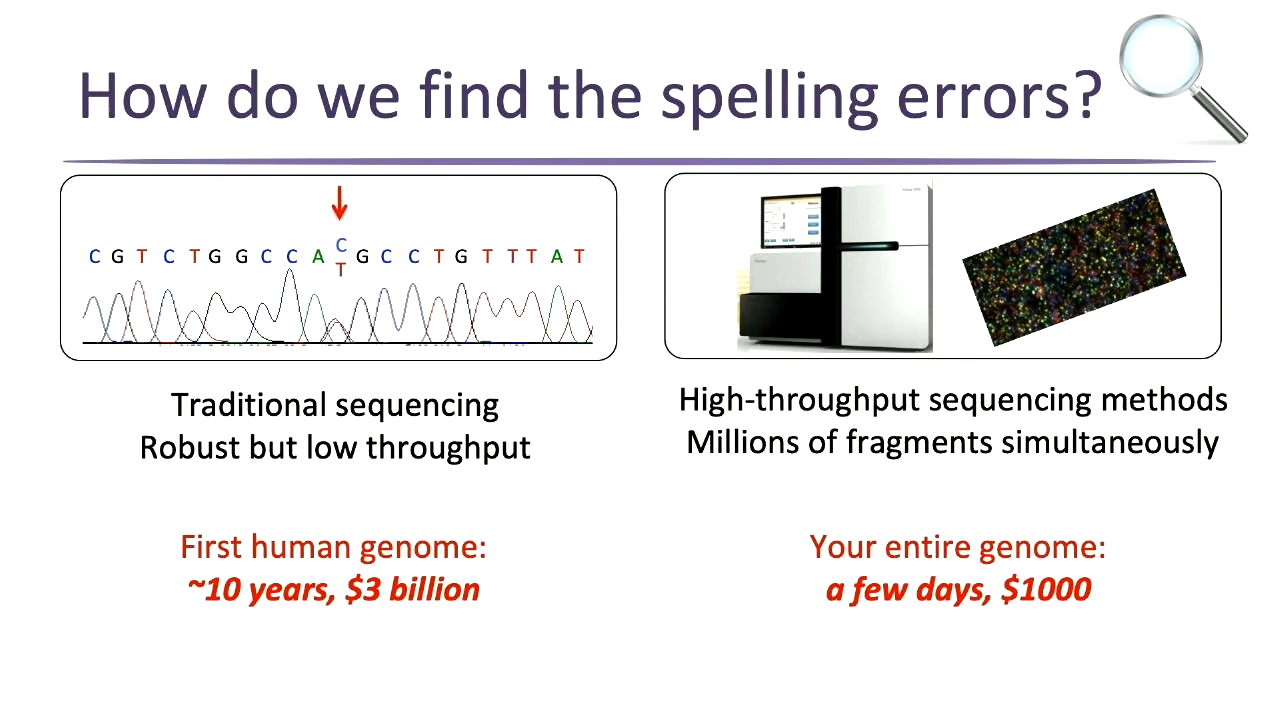 How do we find the spelling errors?
C G T C T G G C C A C G C C T G T T T A T
T
Traditional sequencing
Robust but low throughput
First human genome:
~10 years, $3 billion
High-throughput sequencing methods
Millions of fragments simultaneously
Your entire genome:
a few days, $1000